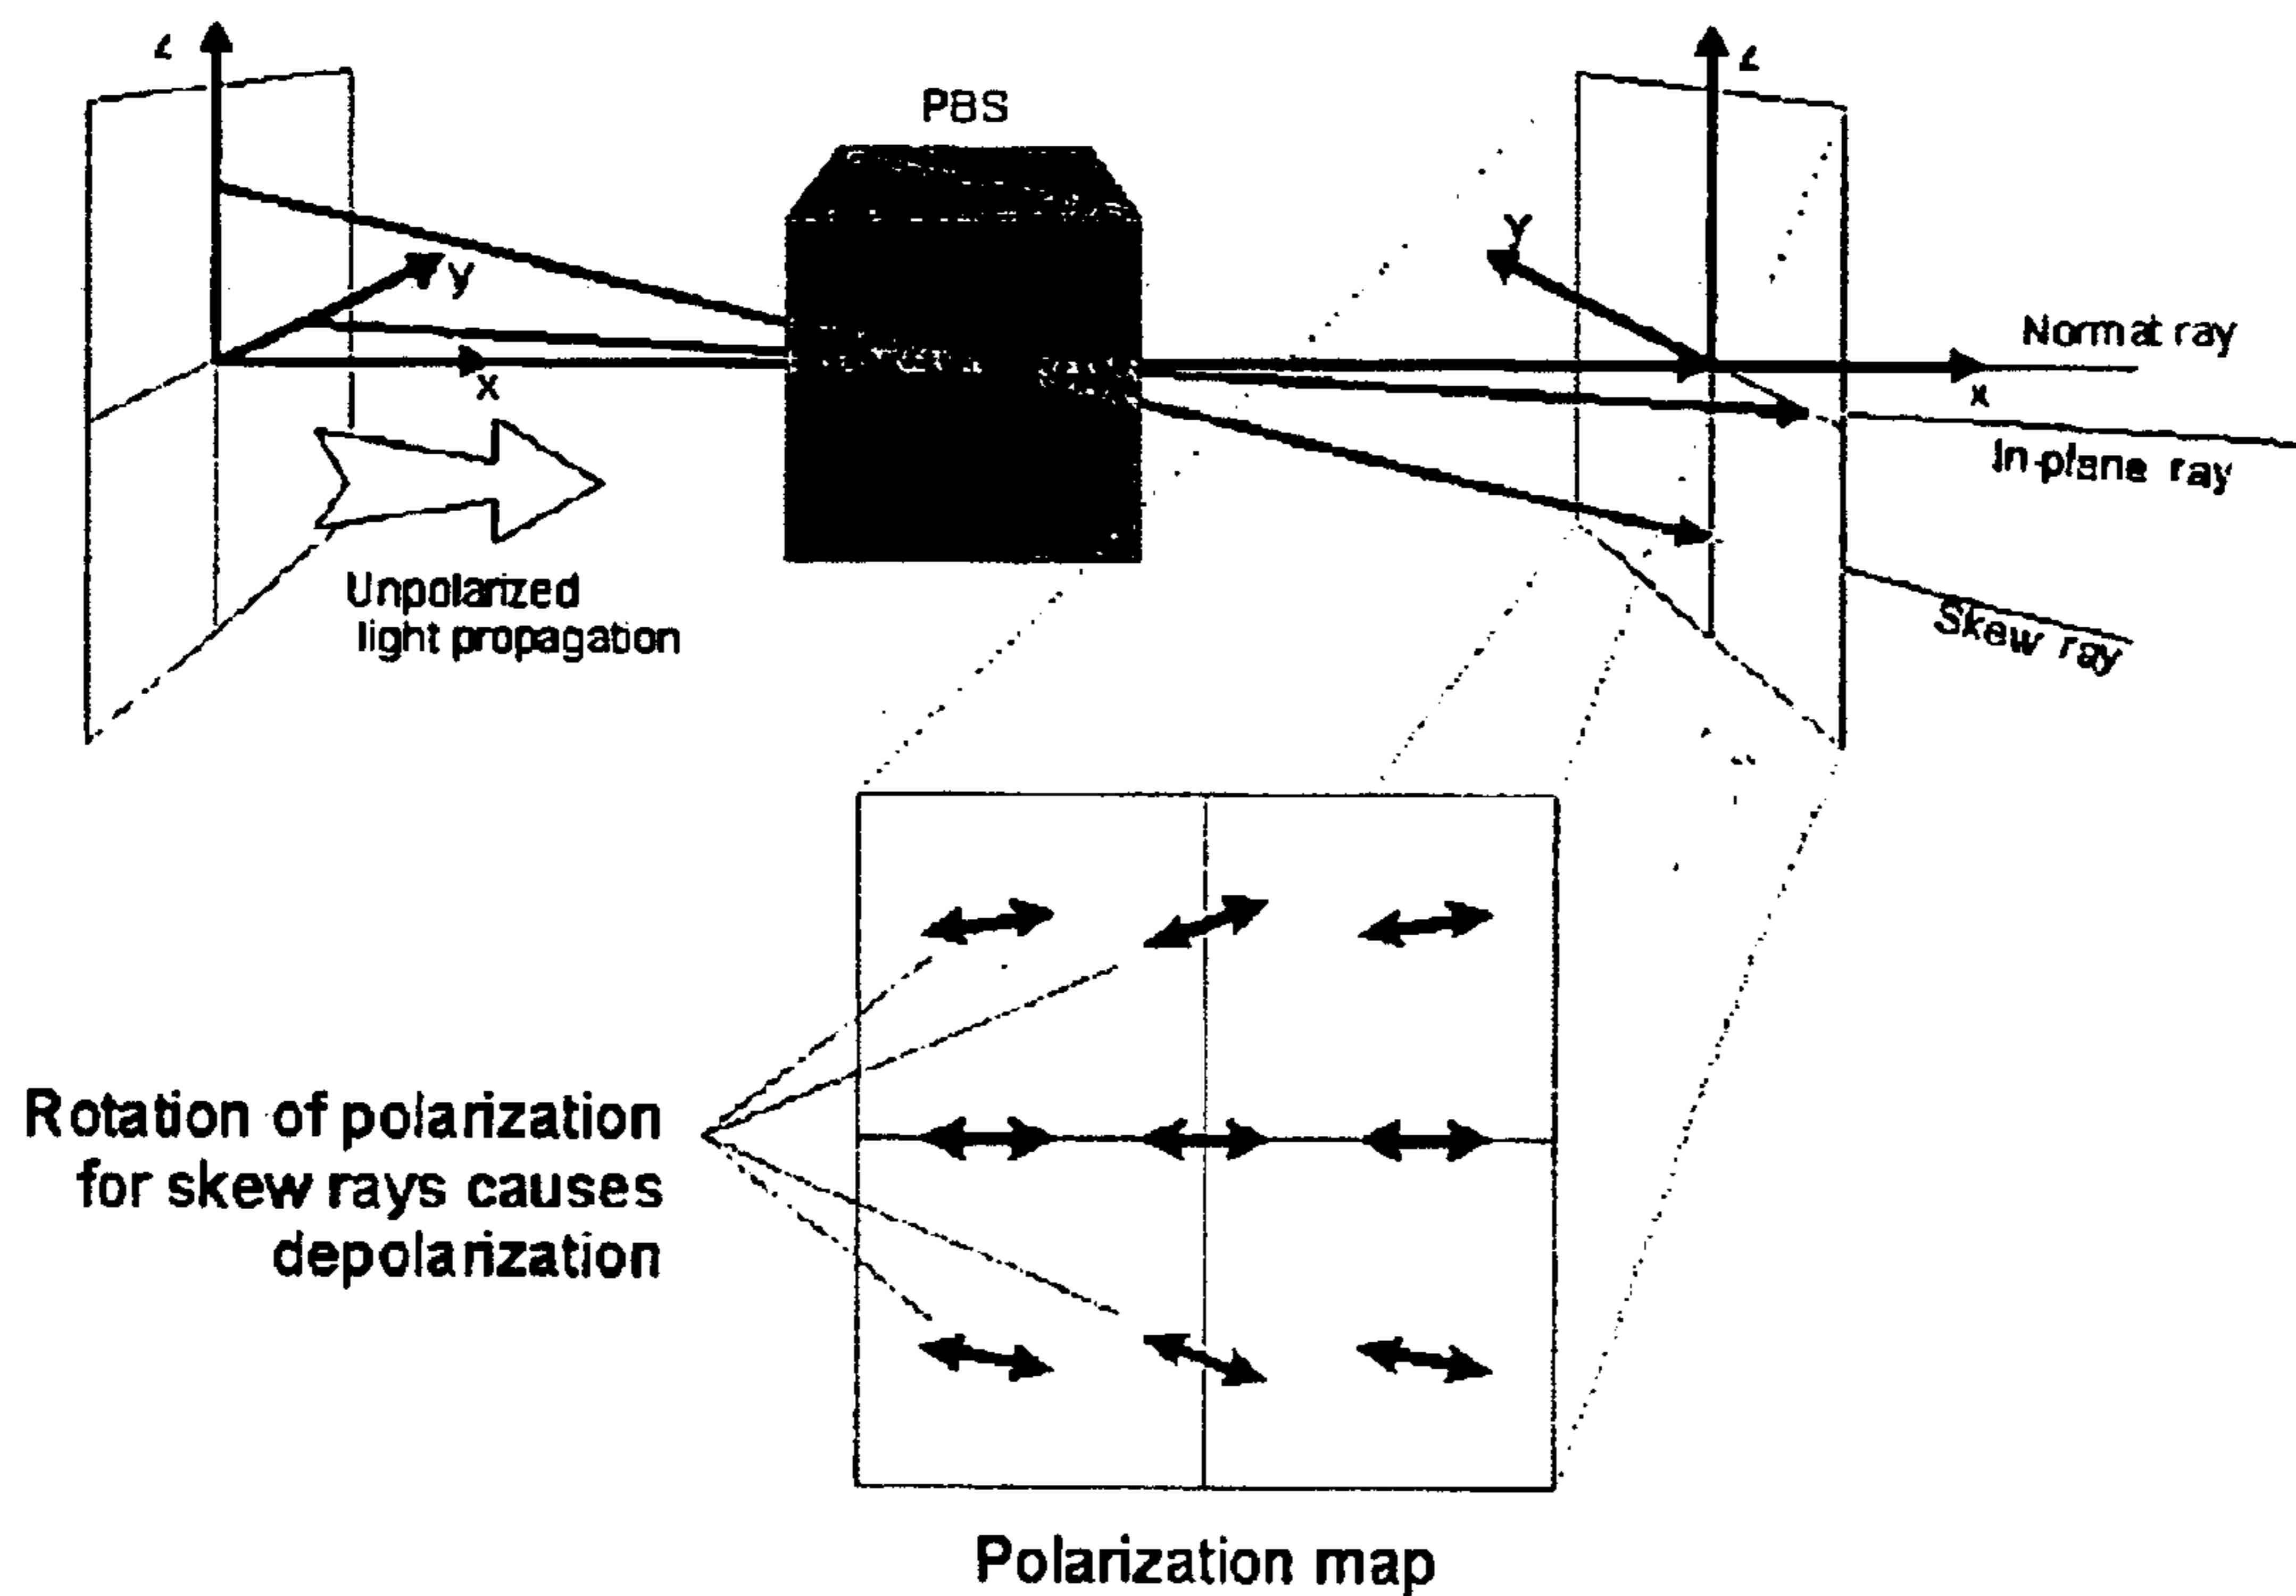 z
PBS
z
Y
y
x
Normal ray
x
In-plane ray
Unpolarized
light propagation
Skew ray
Rotation of polarization
for skew rays causes
depolarization
Polarization map